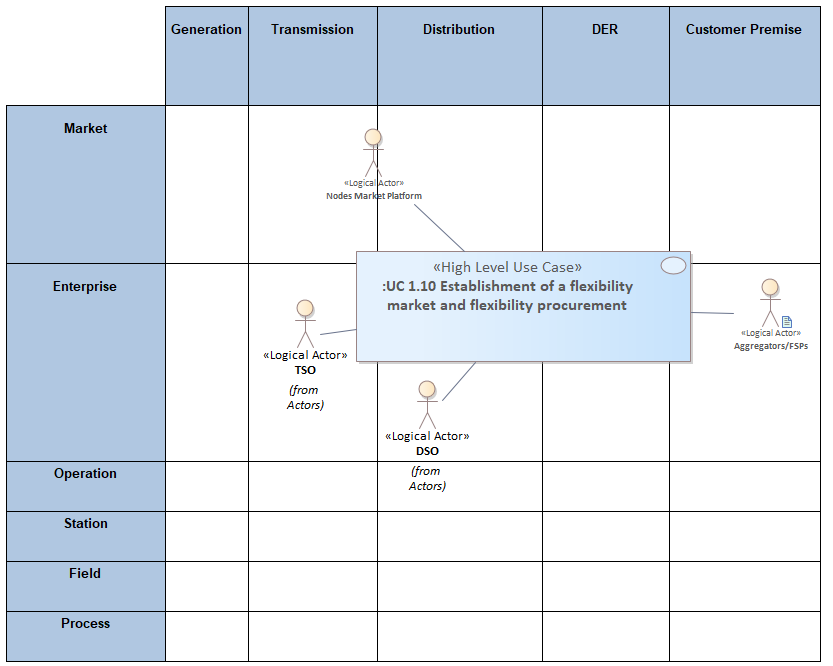 Generation
Transmission
Distribution
DER
Customer Premise
Market
«Logical Actor»
Nodes Market Platform
Enterprise
«High Level Use Case»
:UC 1.10 Establishment of a flexibility
market and flexibility procurement
«Logical Actor»
TSO
(from
Actors)
«Logical Actor»
Aggregators/FSPs
«Logical Actor»
DSO
(from
Actors)
Operation
Station
Field
Process